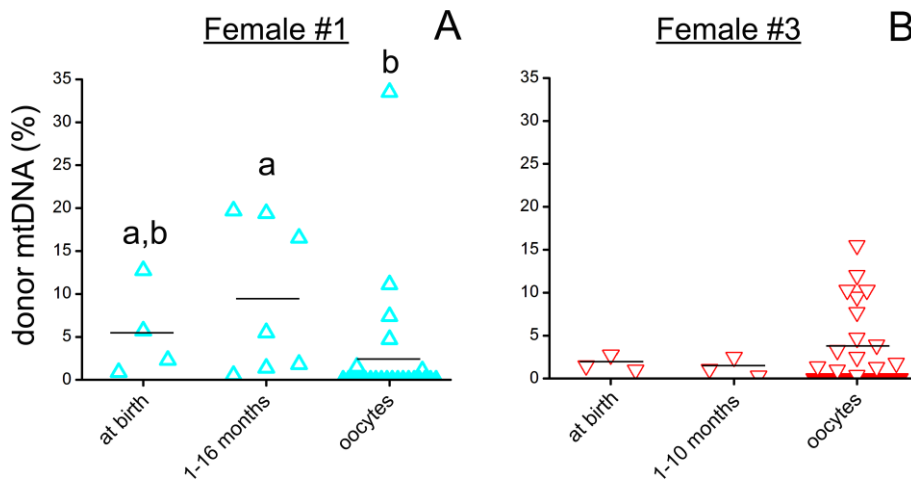 Female #1
A
donor mtDNA (%)
35
30
25
20
15
10
5
0
a,b
a
b
at birth
1-16 months
oocytes
Female #3
B
35
30
25
20
15
10
5
0
at birth
1-10 months
oocytes